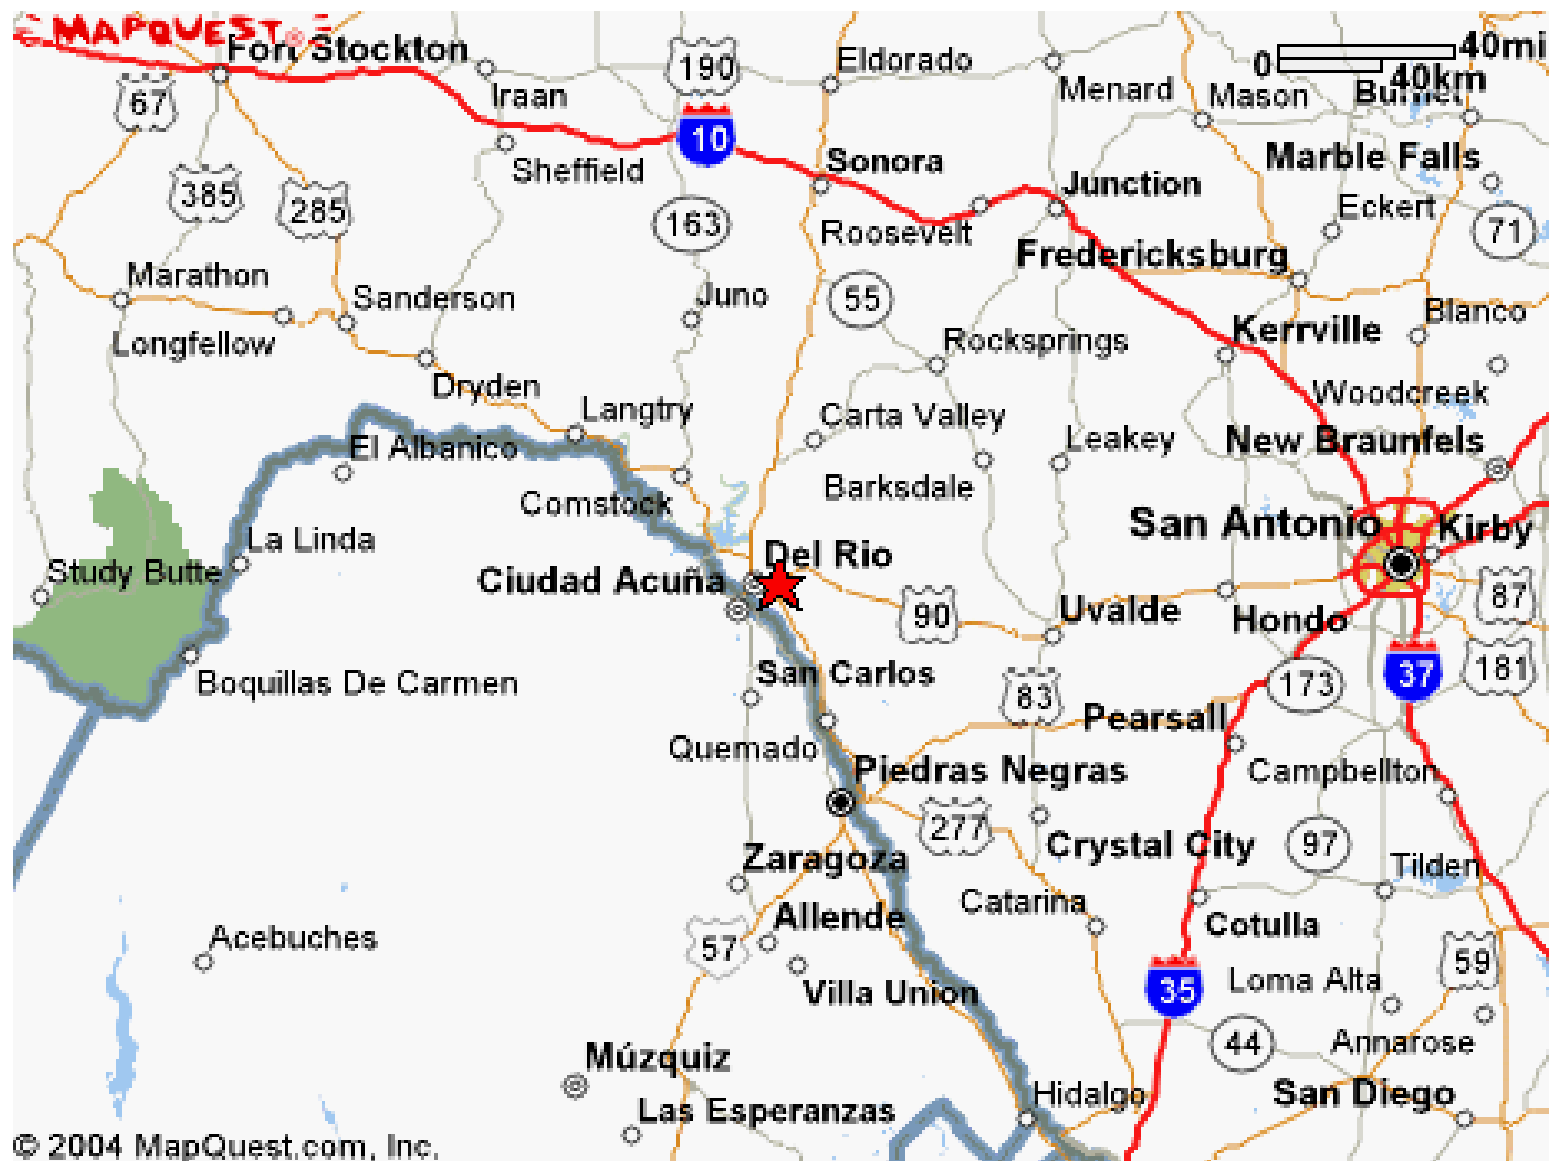 MAPQUEST®
Fort Stockton
190
Eldorado
0
40mi
40km
67
Iraan
10
Menard
Mason
Burnet
Sheffield
Sonora
Marble Falls
385
285
163
Junction
Eckert
71
Roosevelt
Fredericksburg
Marathon
Sanderson
Juno
55
Blanco
Longfellow
Rocksprings
Kerrville
Dryden
Langtry
Carta Valley
Woodcreek
El Albanico
Leakey
New Braunfels
Comstock
Barksdale
San Antonio
Kirby
La Linda
Del Rio
Study Butte
Ciudad Acuña
90
Uvalde
Hondo
87
Boquillas De Carmen
San Carlos
83
173
37
181
Quemado
Pearsall
Piedras Negras
Campbellton
277
Crystal City
97
Zaragoza
Tilden
Allende
Catarina
Cotulla
Acebuches
57
59
Villa Union
35
Loma Alta
44
Annarose
Múzquiz
Las Esperanzas
Hidalgo
San Diego
© 2004 MapQuest.com, Inc.